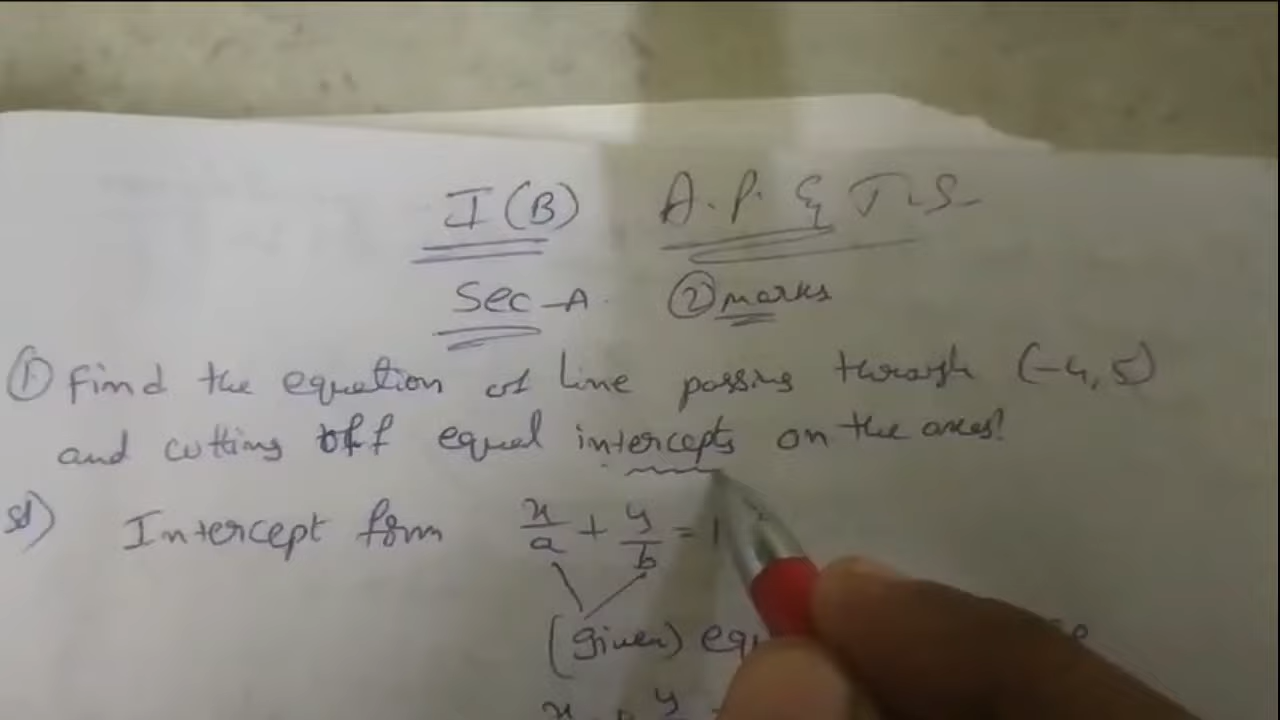 I(B) A.P. & T.S.
Sec-A. ② marks
① Find the equation of Line passing through (-4, 5)
and cutting off equal intercepts on the axes!
Sol) Intercept form x/a + y/b = 1
(given)
x y